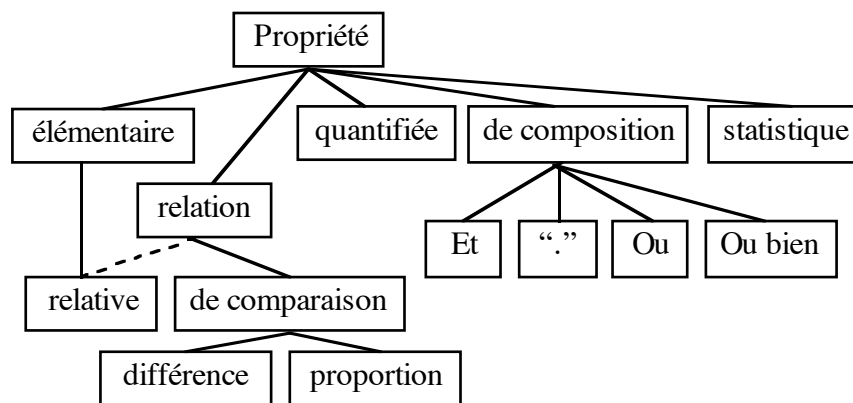 Propriété
élémentaire
quantifiée
de composition
statistique
relation
Et
“.”
Ou
Ou bien
relative
de comparaison
différence
proportion